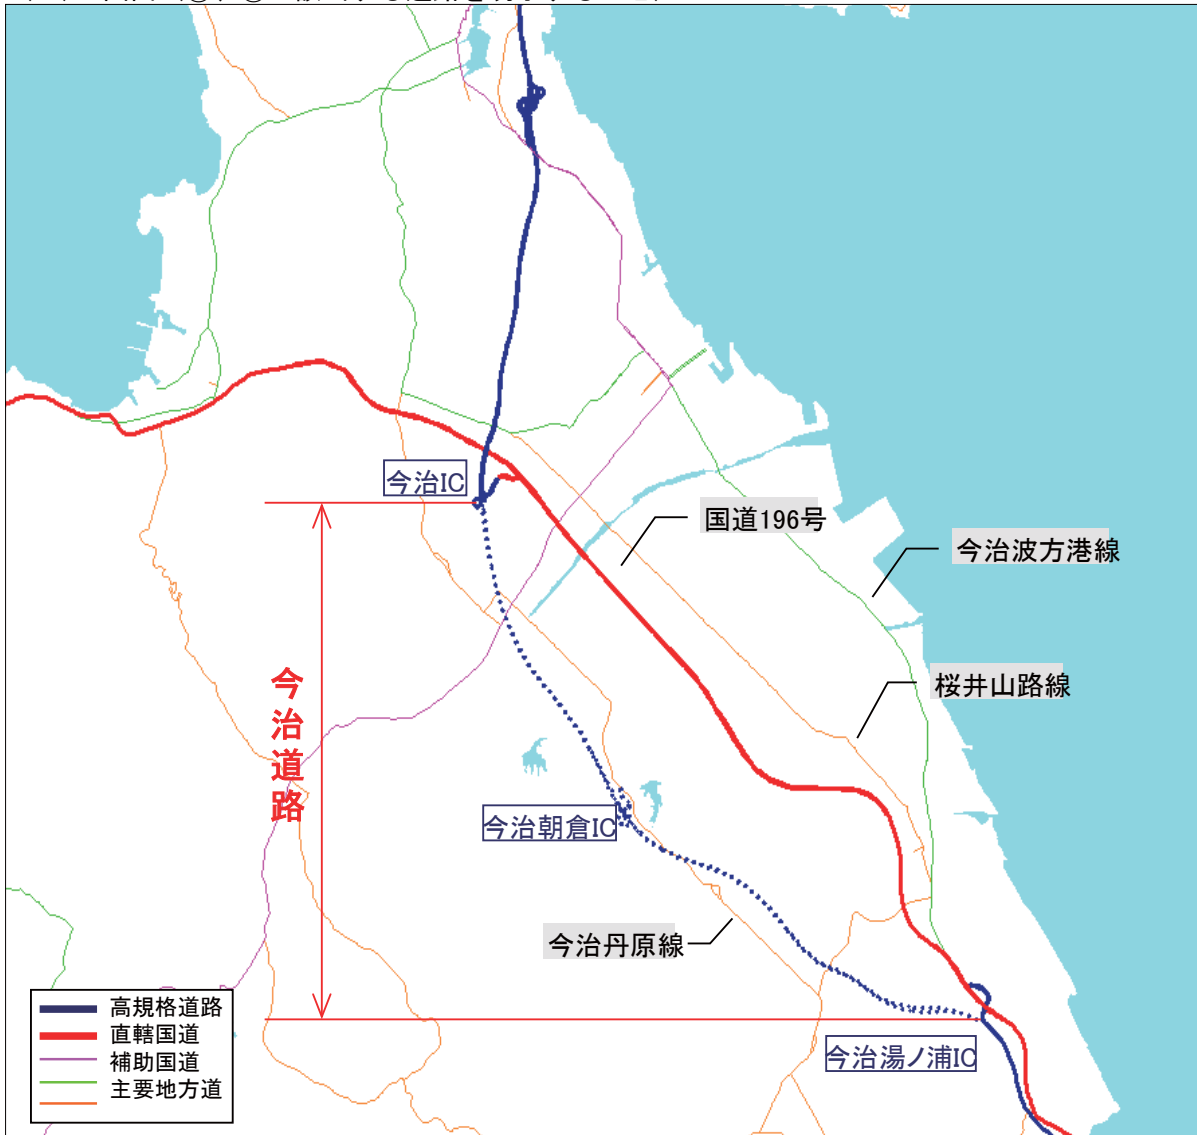 今治IC
国道196号
今治波方港線
桜井山路線
今治道路
今治朝倉IC
今治丹原線
今治湯ノ浦IC
高規格道路
直轄国道
補助国道
主要地方道